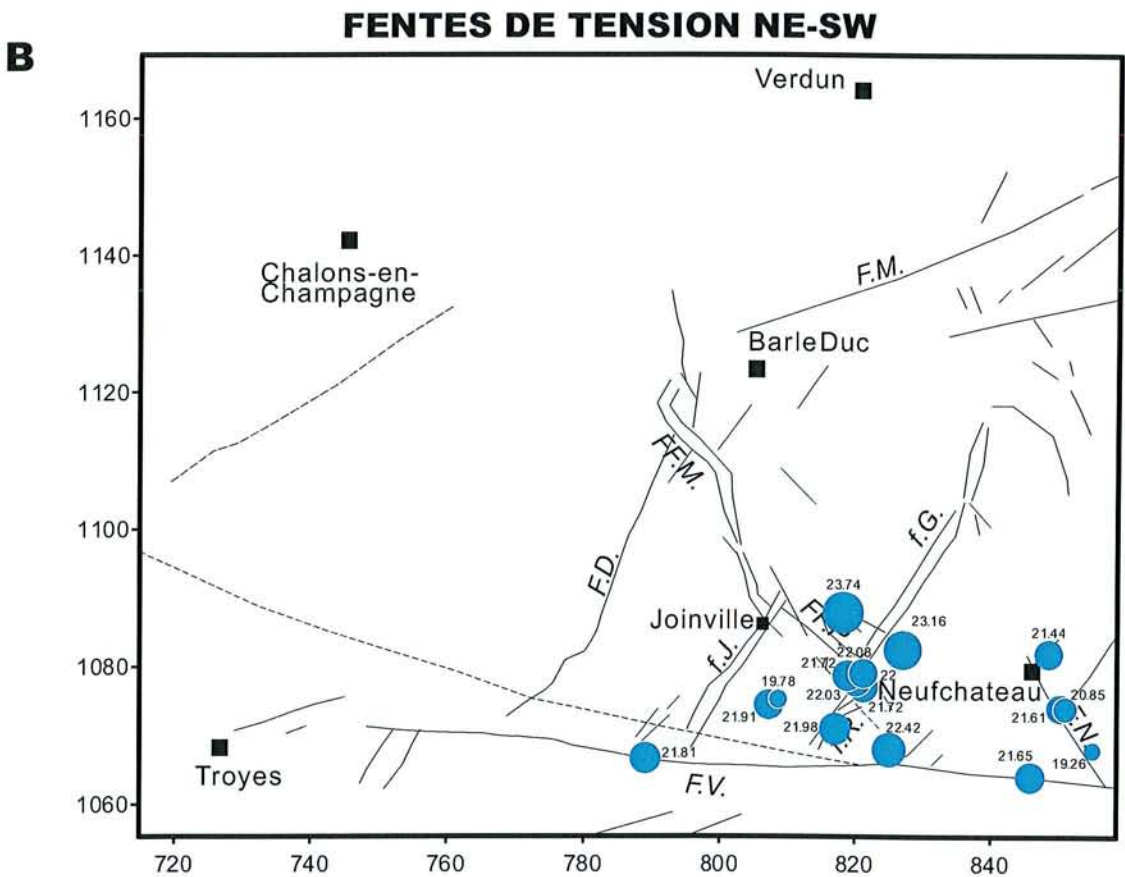 FENTES DE TENSION NE-SW
B
Verdun
1160
1140
Chalons-en-
Champagne
F.M.
BarleDuc
1120
F.F.M.
1100
f.G.
F.D.
23.74
Joinville
23.16
22.08
21.44
f.J.
21.72
22
1080
19.78
22.03
Neufchateau
20.85
21.91
21.72
21.61
21.98
22.42
19.26
21.81
21.65
Troyes
F.V.
1060
720
740
760
780
800
820
840